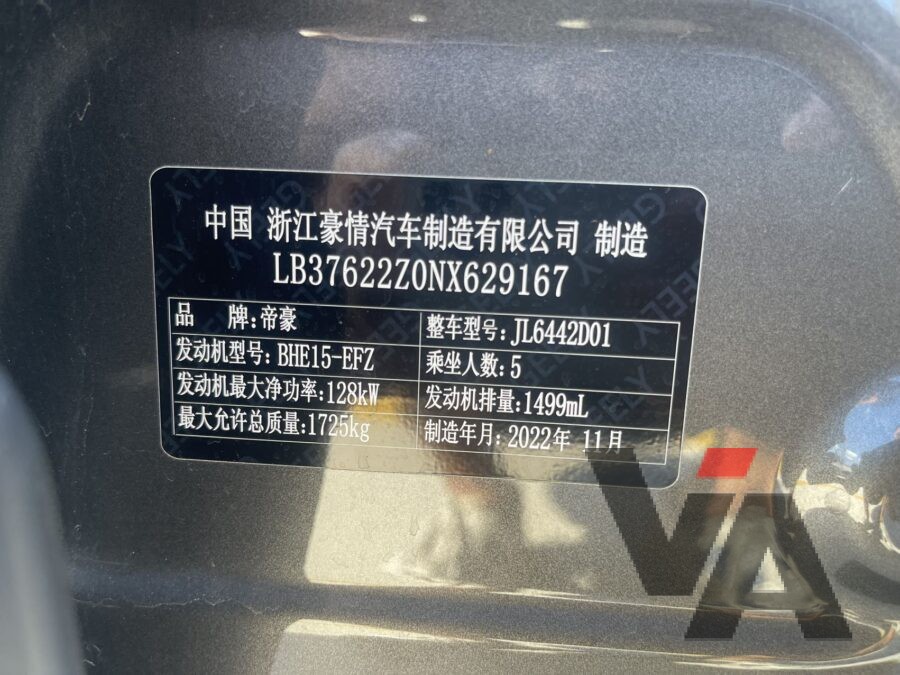 中国 浙江豪情汽车制造有限公司 制造
LB37622Z0NX629167
品 牌:帝豪 整车型号:JL6442D01
发动机型号:BHE15-EFZ 乘坐人数:5
发动机最大净功率:128kW 发动机排量:1499mL
最大允许总质量:1725kg 制造年月:2022年 11月
VA